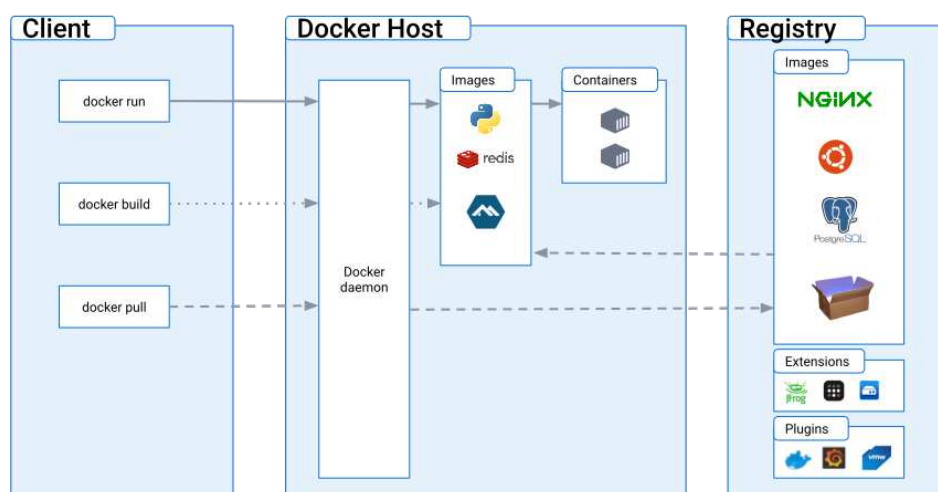 Client
docker run
docker build
docker pull
Docker Host
Docker
daemon
Images
redis
Containers
Registry
Images
NGINX
PostgreSQL
Extensions
JFrog
Plugins
vmw